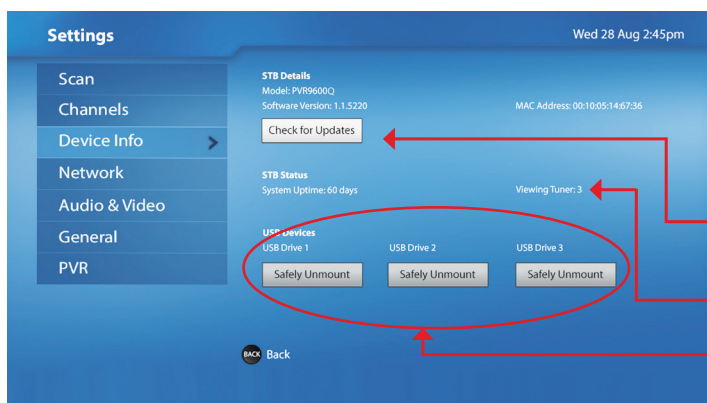 Settings
Wed 28 Aug 2:45pm
Scan
Channels
Device Info
Network
Audio & Video
General
PVR
STB Details
Model: PVR9600Q
Software Version: 1.1.5220
MAC Address: 00:10:05:14:67:36
Check for Updates
STB Status
System Uptime: 60 days
Viewing Tuner: 3
USB Devices
USB Drive 1 USB Drive 2 USB Drive 3
Safely Unmount Safely Unmount Safely Unmount
BACK Back